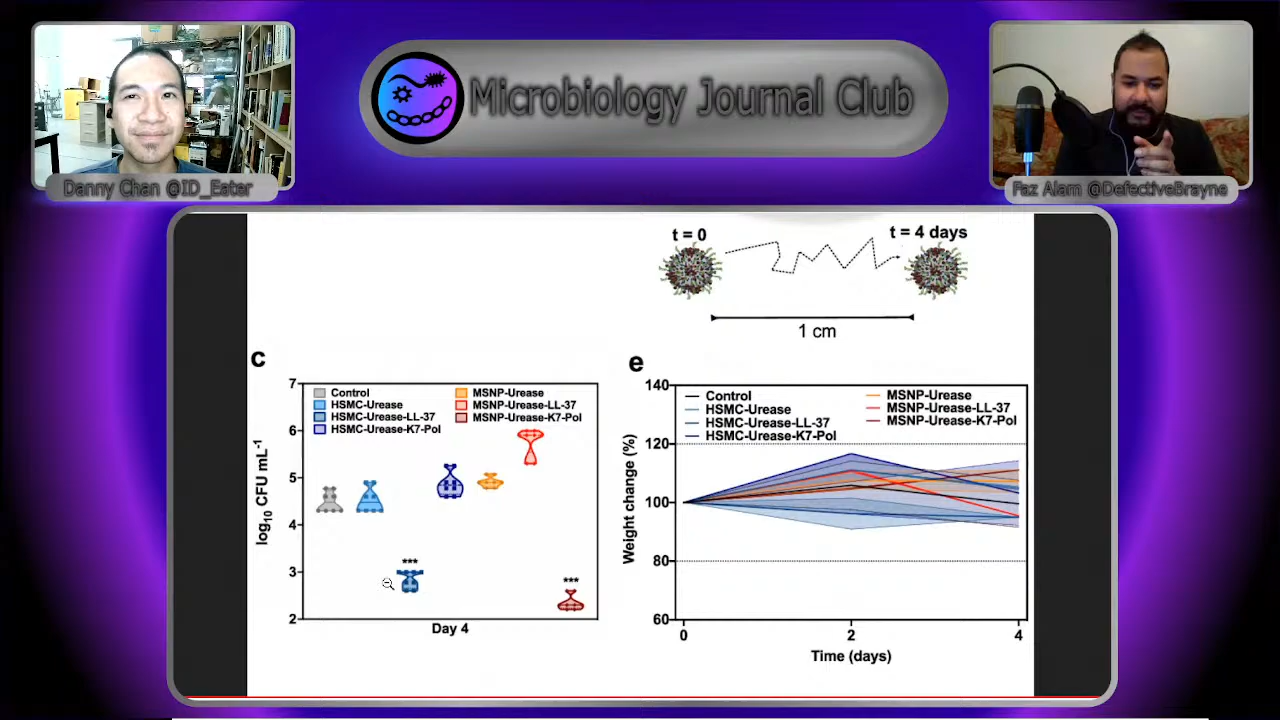 Microbiology Journal Club
Danny Chan @ID_Eater
Faz Alam @DefectiveBrayne
t = 0
t = 4 days
1 cm
c
7
6
5
4
3
2
log10 CFU mL-1
Control
HSMC-Urease
HSMC-Urease-LL-37
HSMC-Urease-K7-Pol
MSNP-Urease
MSNP-Urease-LL-37
MSNP-Urease-K7-Pol
***
***
Day 4
e
140
120
100
80
60
Weight change (%)
Control
HSMC-Urease
HSMC-Urease-LL-37
HSMC-Urease-K7-Pol
MSNP-Urease
MSNP-Urease-LL-37
MSNP-Urease-K7-Pol
0
2
4
Time (days)